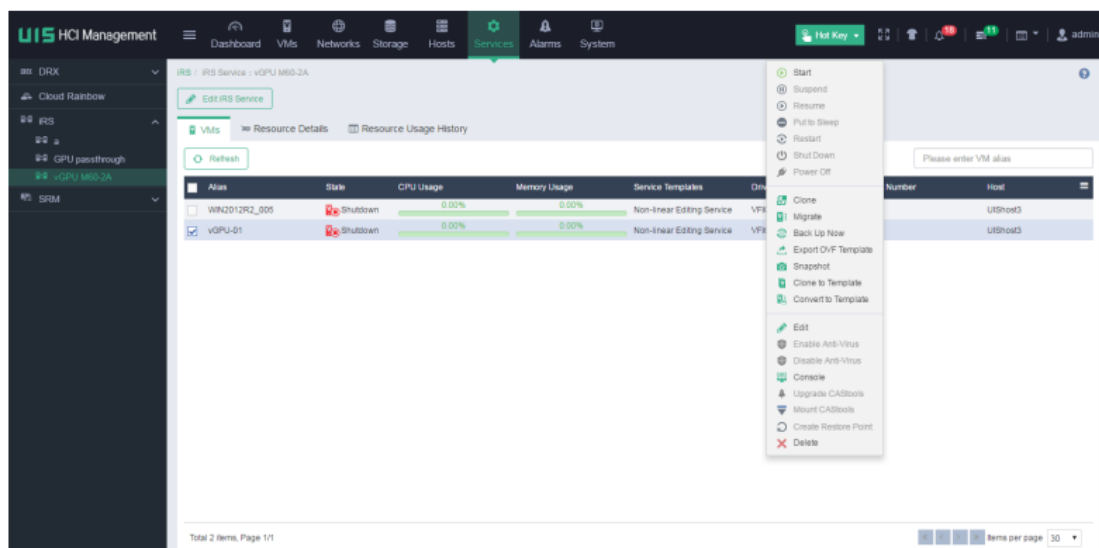 UIS HCI Management
Dashboard VMs Networks Storage Hosts Services Alarms System
Hot Key
18
11
admin
DRX
Cloud Rainbow
iRS
a
GPU passthrough
vGPU M60-2A
SRM
iRS / iRS Service : vGPU M60-2A
Edit iRS Service
VMs Resource Details Resource Usage History
Refresh
Please enter VM alias
Alias State CPU Usage Memory Usage Service Templates Number Host
WIN2012R2_005 Shutdown 0.00% 0.00% Non-linear Editing Service UIShost3
vGPU-01 Shutdown 0.00% 0.00% Non-linear Editing Service UIShost3
Start
Suspend
Resume
Put to Sleep
Restart
Shut Down
Power Off
Clone
Migrate
Back Up Now
Export OVF Template
Snapshot
Clone to Template
Convert to Template
Edit
Enable Anti-Virus
Disable Anti-Virus
Console
Upgrade CAStools
Mount CAStools
Create Restore Point
Delete
Total 2 items, Page 1/1
Items per page 30